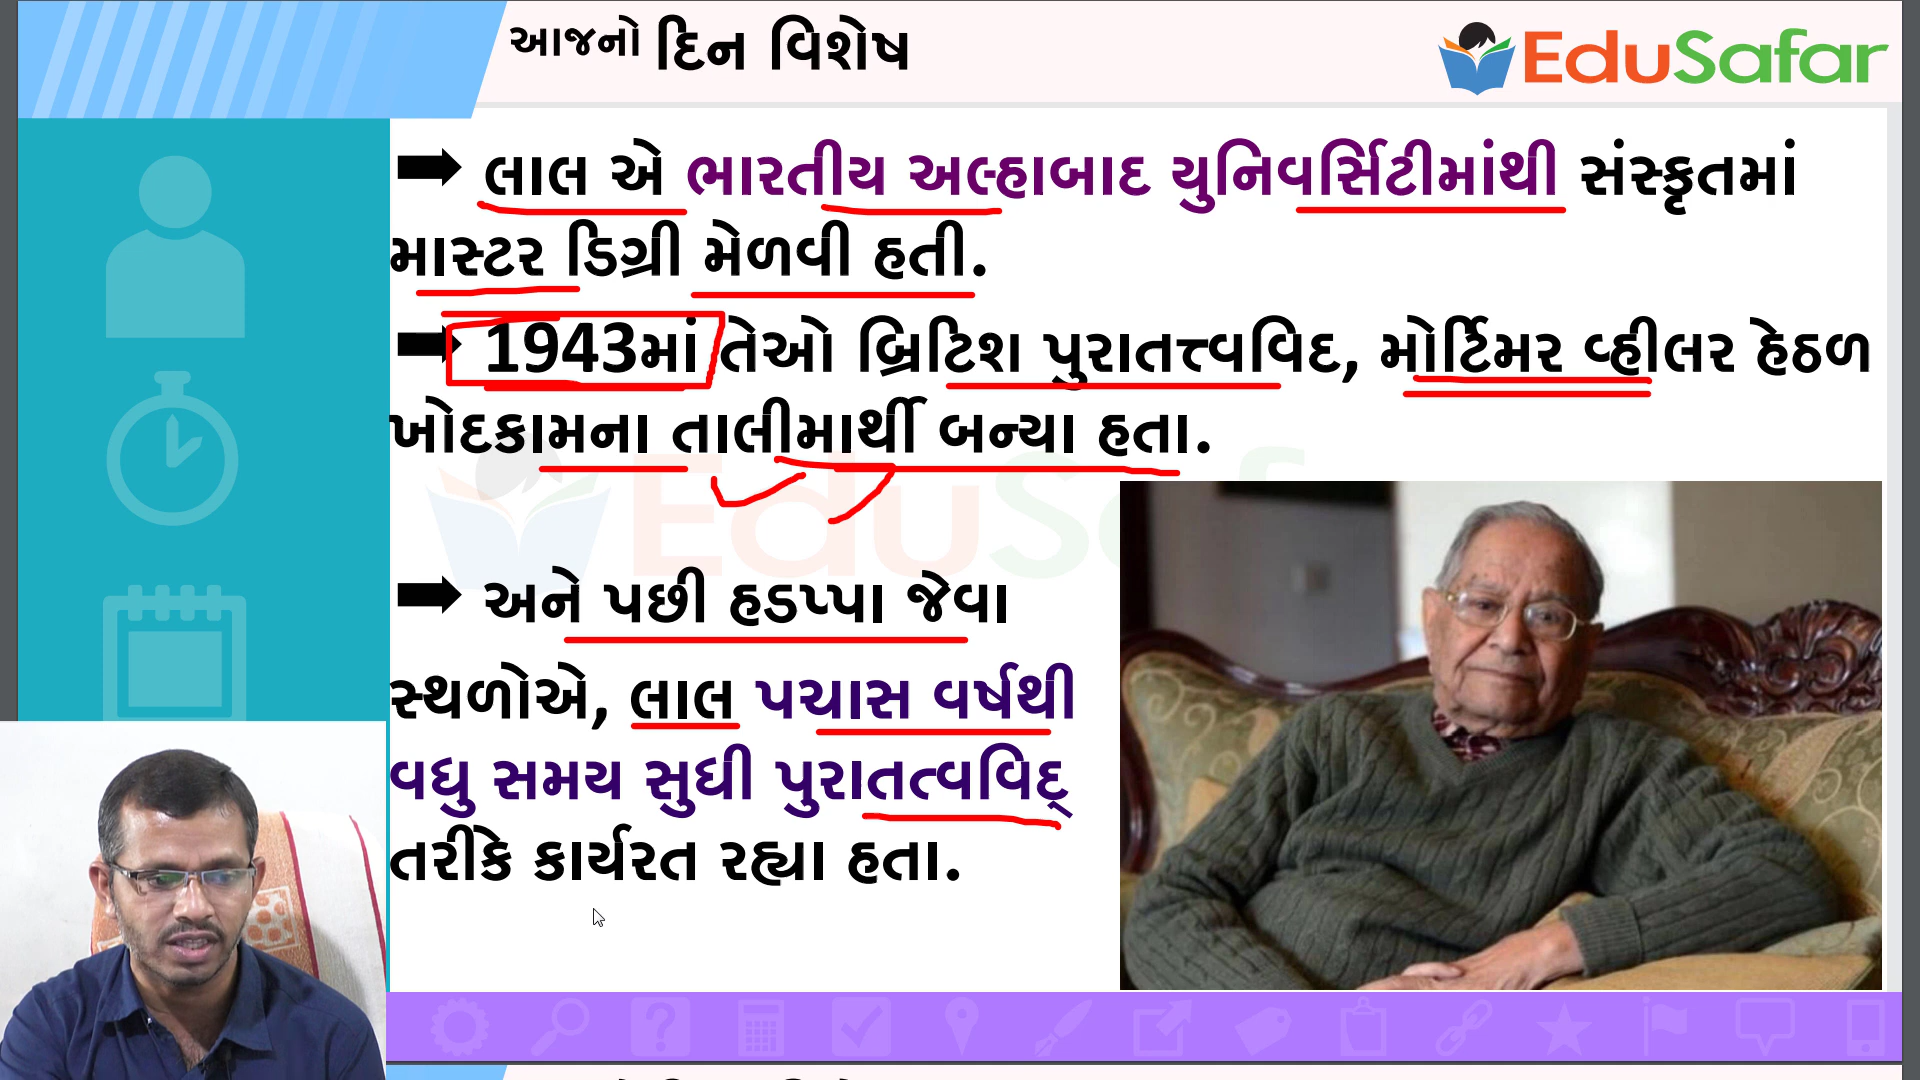 આજનો દિન વિશેષ
EduSafar
લાલ એ ભારતીય અલ્હાબાદ યુનિવર્સિટીમાંથી સંસ્કૃતમાં
માસ્ટર ડિગ્રી મેળવી હતી.
1943માં તેઓ બ્રિટિશ પુરાતત્ત્વવિદ, મોર્ટિમર વ્હીલર હેઠળ
ખોદકામના તાલીમાર્થી બન્યા હતા.
અને પછી હડપ્પા જેવા
સ્થળોએ, લાલ પચાસ વર્ષથી
વધુ સમય સુધી પુરાતત્વવિદ્
તરીકે કાર્યરત રહ્યા હતા.